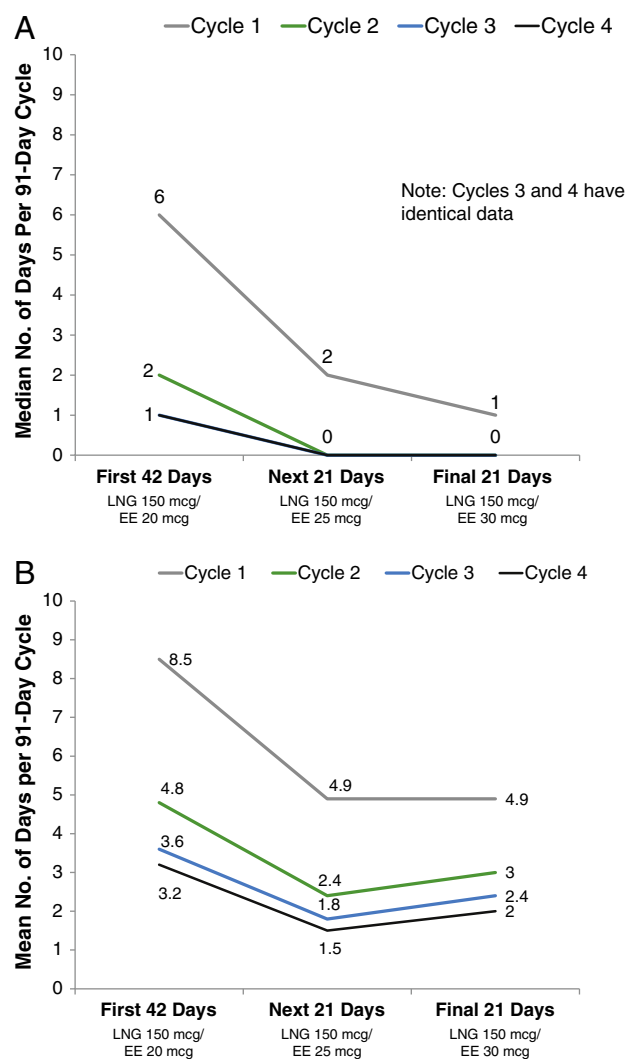 A
Cycle 1 Cycle 2 Cycle 3 Cycle 4
Median No. of Days Per 91-Day Cycle
10
9
8
7
6
5
4
3
2
1
0
6
2
1
2
0
1
0
Note: Cycles 3 and 4 have
identical data
First 42 Days Next 21 Days Final 21 Days
LNG 150 mcg/ LNG 150 mcg/ LNG 150 mcg/
EE 20 mcg EE 25 mcg EE 30 mcg
B
Cycle 1 Cycle 2 Cycle 3 Cycle 4
Mean No. of Days per 91-Day Cycle
10
9
8
7
6
5
4
3
2
1
0
8.5
4.8
3.6
3.2
4.9
2.4
1.8
1.5
4.9
3
2.4
2
First 42 Days Next 21 Days Final 21 Days
LNG 150 mcg/ LNG 150 mcg/ LNG 150 mcg/
EE 20 mcg EE 25 mcg EE 30 mcg